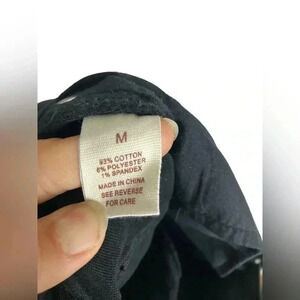 M
93% COTTON
6% POLYESTER
1% SPANDEX
MADE IN CHINA
SEE REVERSE
FOR CARE